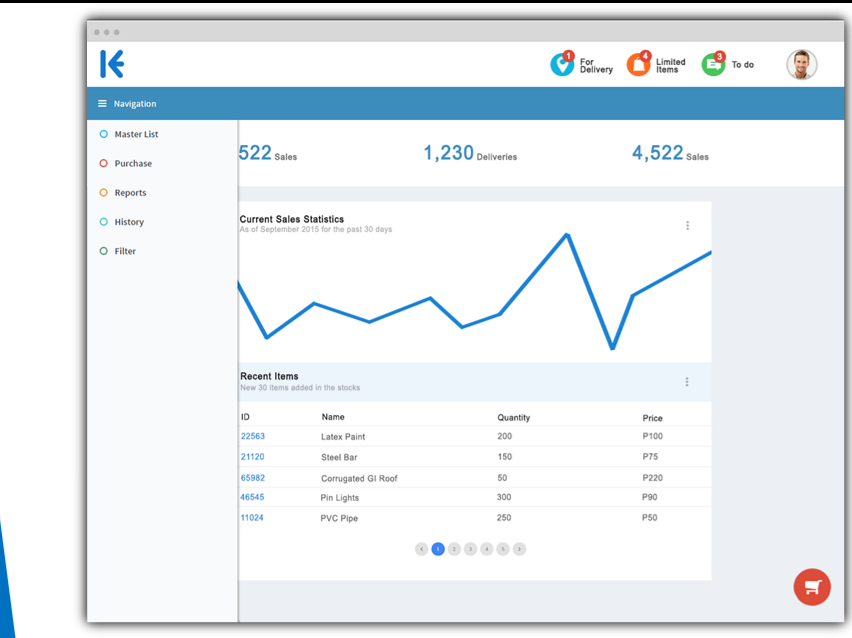 1
4
3
For
Delivery
Limited
Items
To do
Navigation
Master List
Purchase
Reports
History
Filter
522 Sales
1,230 Deliveries
4,522 Sales
Current Sales Statistics
As of September 2015 for the past 30 days
Recent Items
New 30 items added in the stocks
ID Name Quantity Price
22563 Latex Paint 200 P100
21120 Steel Bar 150 P75
65982 Corrugated GI Roof 50 P220
46545 Pin Lights 300 P90
11024 PVC Pipe 250 P50
1 2 3 4 5